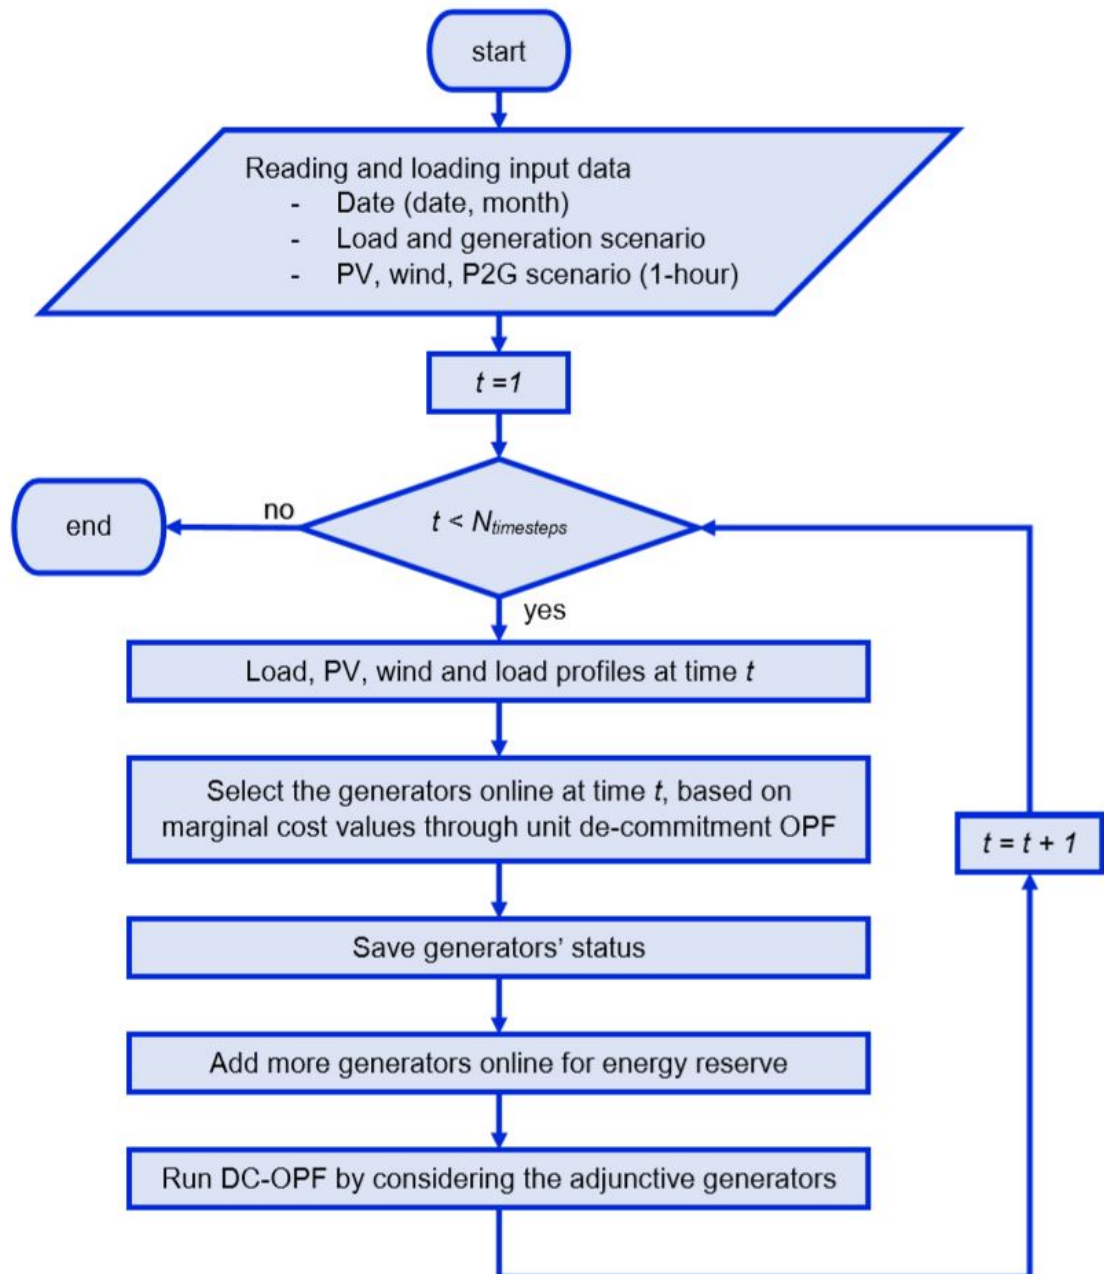 start
Reading and loading input data
- Date (date, month)
- Load and generation scenario
- PV, wind, P2G scenario (1-hour)
t =1
t < Ntimesteps
no
end
yes
Load, PV, wind and load profiles at time t
Select the generators online at time t, based on
marginal cost values through unit de-commitment OPF
t = t + 1
Save generators’ status
Add more generators online for energy reserve
Run DC-OPF by considering the adjunctive generators